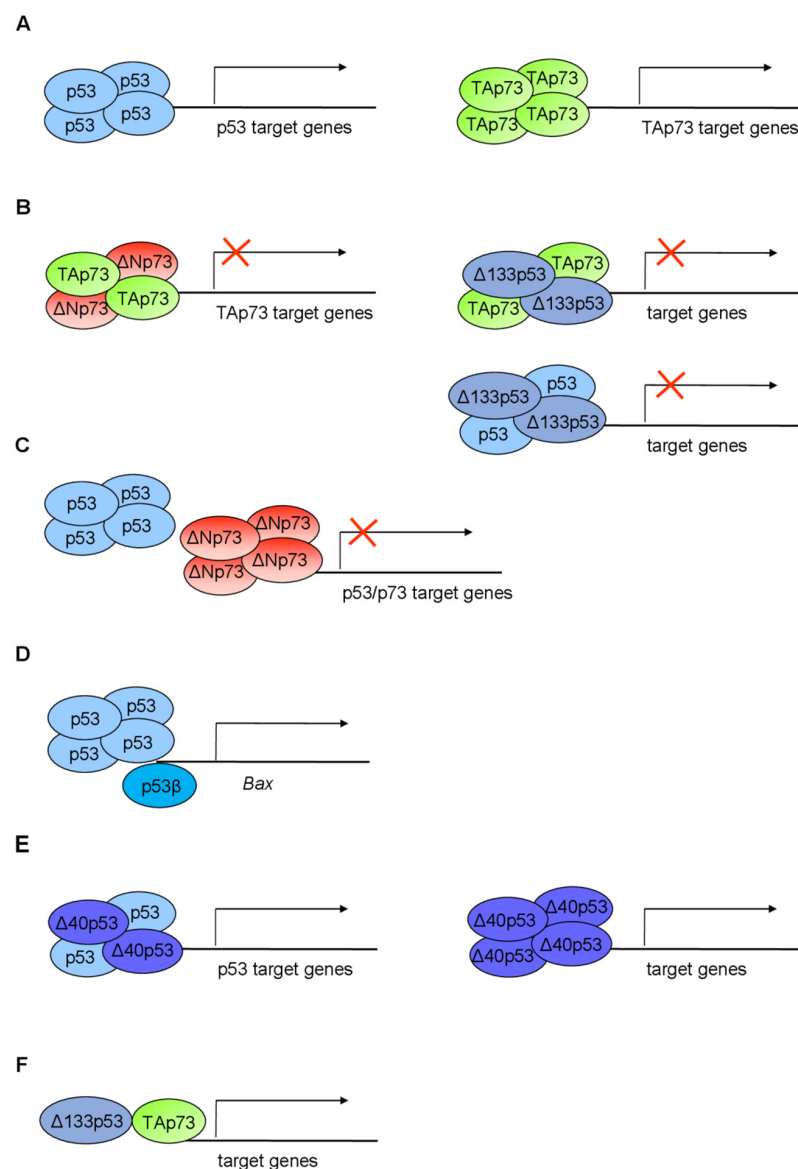 A
p53
p53
p53
p53
p53 target genes
TAp73
TAp73
TAp73
TAp73
TAp73 target genes
B
ΔNp73
TAp73
TAp73
ΔNp73
TAp73 target genes
TAp73
Δ133p53
Δ133p53
TAp73
target genes
p53
Δ133p53
Δ133p53
p53
target genes
C
p53
p53
p53
p53
ΔNp73
ΔNp73
ΔNp73
ΔNp73
p53/p73 target genes
D
p53
p53
p53
p53
p53β
Bax
E
p53
Δ40p53
Δ40p53
p53
p53 target genes
Δ40p53
Δ40p53
Δ40p53
Δ40p53
target genes
F
Δ133p53
TAp73
target genes